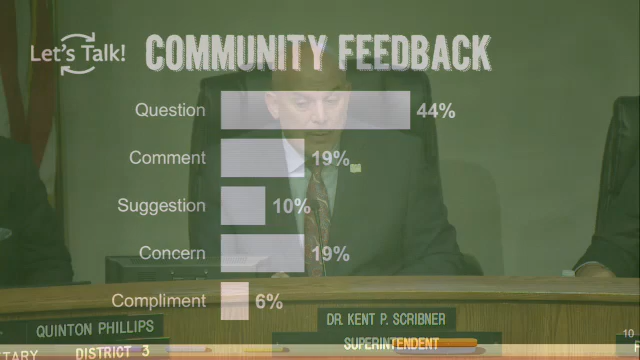 Let's Talk!
COMMUNITY FEEDBACK
Question 44%
Comment 19%
Suggestion 10%
Concern 19%
Compliment 6%
QUINTON PHILLIPS
DISTRICT 3
DR. KENT P. SCRIBNER
SUPERINTENDENT
10